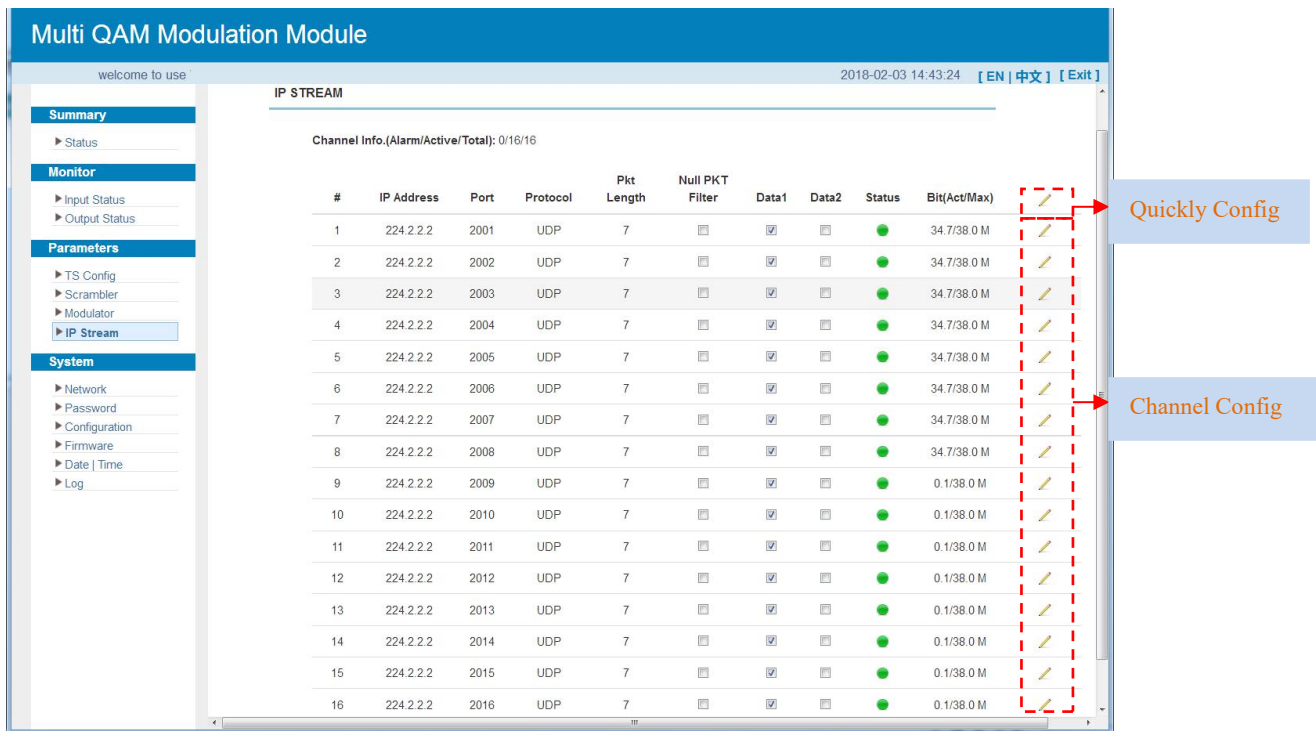 Multi QAM Modulation Module
welcome to use
2018-02-03 14:43:24 [ EN | 中文 ] [ Exit ]
IP STREAM
Summary
Status
Monitor
Input Status
Output Status
Parameters
TS Config
Scrambler
Modulator
IP Stream
System
Network
Password
Configuration
Firmware
Date | Time
Log
Channel Info.(Alarm/Active/Total): 0/16/16
# IP Address Port Protocol Pkt Length Null PKT Filter Data1 Data2 Status Bit(Act/Max)
1 224.2.2.2 2001 UDP 7 34.7/38.0 M
2 224.2.2.2 2002 UDP 7 34.7/38.0 M
3 224.2.2.2 2003 UDP 7 34.7/38.0 M
4 224.2.2.2 2004 UDP 7 34.7/38.0 M
5 224.2.2.2 2005 UDP 7 34.7/38.0 M
6 224.2.2.2 2006 UDP 7 34.7/38.0 M
7 224.2.2.2 2007 UDP 7 34.7/38.0 M
8 224.2.2.2 2008 UDP 7 34.7/38.0 M
9 224.2.2.2 2009 UDP 7 0.1/38.0 M
10 224.2.2.2 2010 UDP 7 0.1/38.0 M
11 224.2.2.2 2011 UDP 7 0.1/38.0 M
12 224.2.2.2 2012 UDP 7 0.1/38.0 M
13 224.2.2.2 2013 UDP 7 0.1/38.0 M
14 224.2.2.2 2014 UDP 7 0.1/38.0 M
15 224.2.2.2 2015 UDP 7 0.1/38.0 M
16 224.2.2.2 2016 UDP 7 0.1/38.0 M
Quickly Config
Channel Config